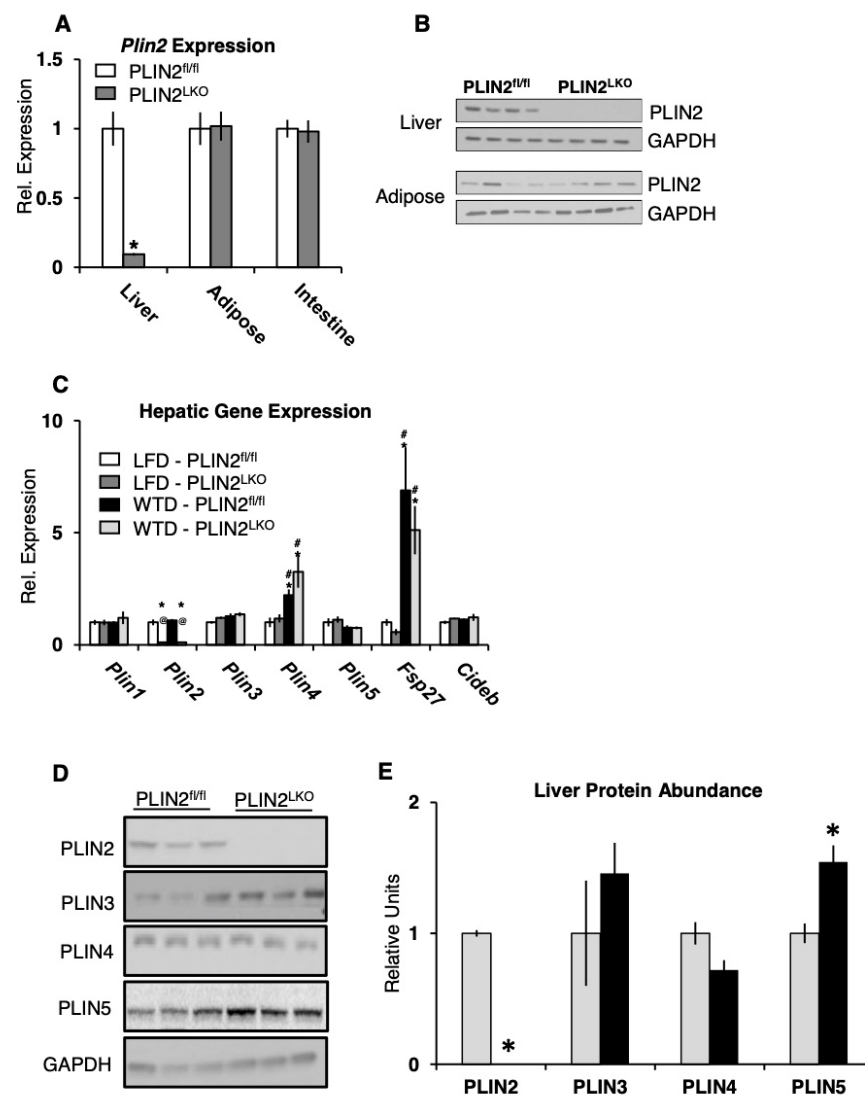 A
Plin2 Expression
1.5
1
0.5
0
Rel. Expression
PLIN2fl/fl
PLIN2LKO
*
Liver
Adipose
Intestine
B
PLIN2fl/fl PLIN2LKO
Liver
PLIN2
GAPDH
Adipose
PLIN2
GAPDH
C
Hepatic Gene Expression
10
5
0
Rel. Expression
LFD - PLIN2fl/fl
LFD - PLIN2LKO
WTD - PLIN2fl/fl
WTD - PLIN2LKO
* *
@ @
# #
* *
# #
* *
Plin1
Plin2
Plin3
Plin4
Plin5
Fsp27
Cideb
D
PLIN2fl/fl PLIN2LKO
PLIN2
PLIN3
PLIN4
PLIN5
GAPDH
E
Liver Protein Abundance
2
1
0
Relative Units
*
*
PLIN2 PLIN3 PLIN4 PLIN5